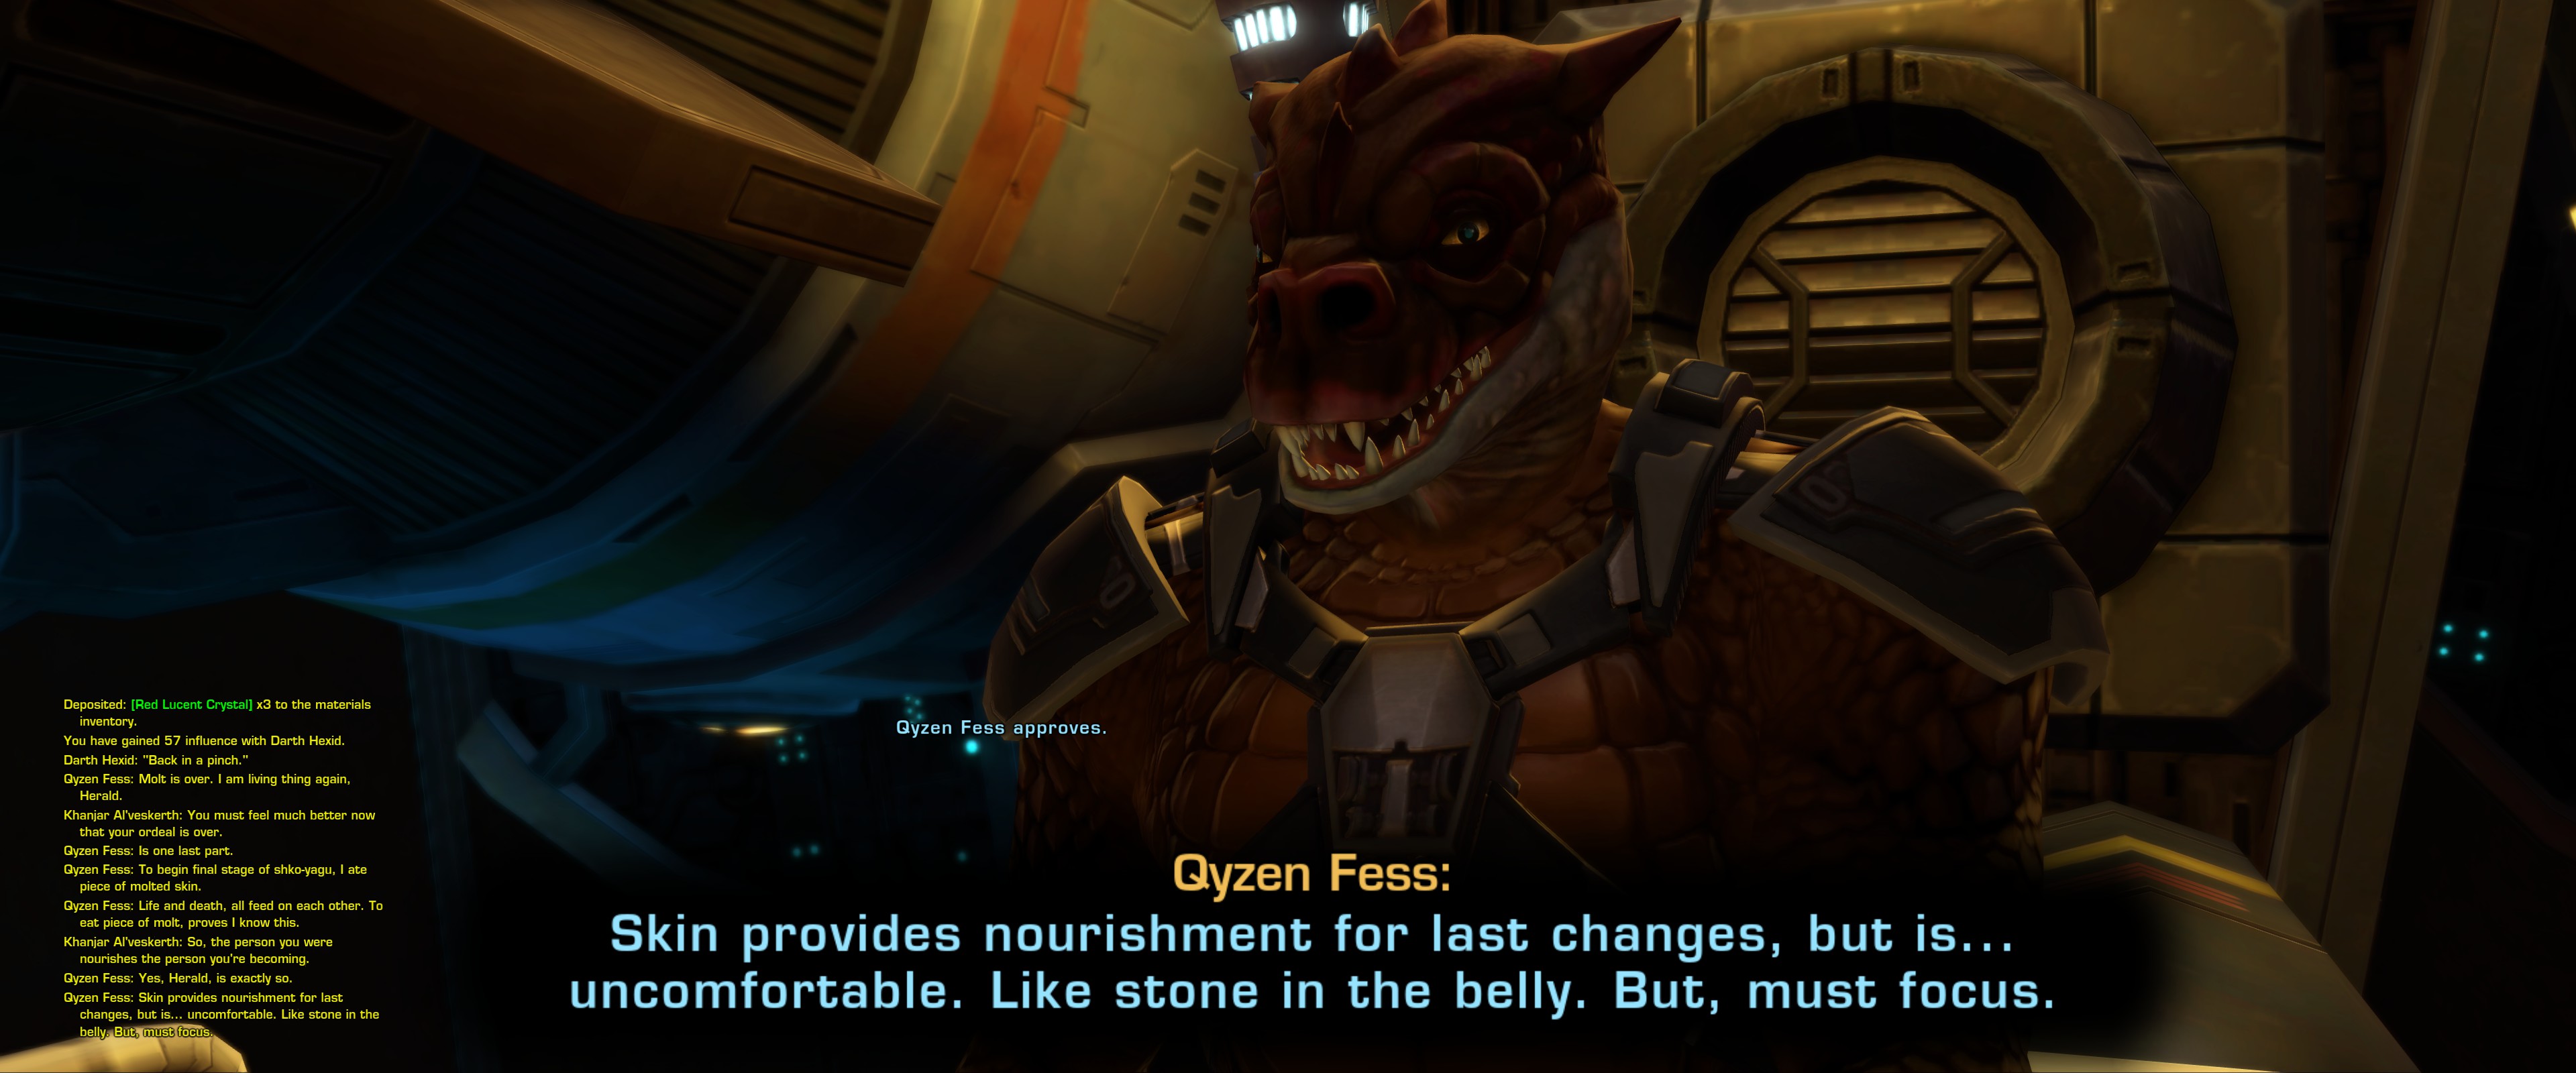 Deposited: [Red Lucent Crystal] x3 to the materials
inventory.
You have gained 57 influence with Darth Hexid.
Darth Hexid: "Back in a pinch."
Qyzen Fess: Molt is over. I am living thing again,
Herald.
Khanjar Al'veskerth: You must feel much better now
that your ordeal is over.
Qyzen Fess: Is one last part.
Qyzen Fess: To begin final stage of shko-yagu, I ate
piece of molted skin.
Qyzen Fess: Life and death, all feed on each other. To
eat piece of molt, proves I know this.
Khanjar Al'veskerth: So, the person you were
nourishes the person you're becoming.
Qyzen Fess: Yes, Herald, is exactly so.
Qyzen Fess: Skin provides nourishment for last
changes, but is... uncomfortable. Like stone in the
belly. But, must focus.
Qyzen Fess approves.
Qyzen Fess:
Skin provides nourishment for last changes, but is...
uncomfortable. Like stone in the belly. But, must focus.